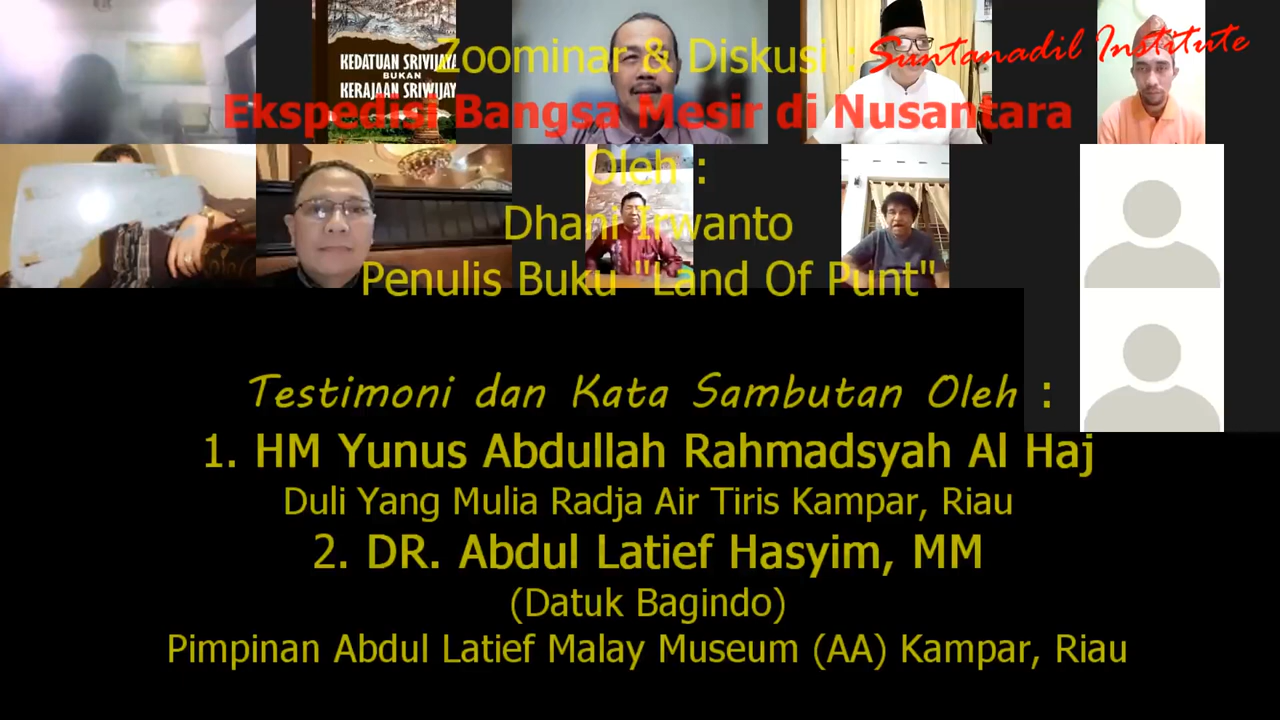 Zoominar & Diskusi :
Suntanadil Institute
KEDATUAN SRIVIJAYA
BUKAN
KERAJAAN SRIWIJAY
Ekspedisi Bangsa Mesir di Nusantara
Oleh :
Dhani Irwanto
Penulis Buku "Land Of Punt"
Testimoni dan Kata Sambutan Oleh :
1. HM Yunus Abdullah Rahmadsyah Al Haj
Duli Yang Mulia Radja Air Tiris Kampar, Riau
2. DR. Abdul Latief Hasyim, MM
(Datuk Bagindo)
Pimpinan Abdul Latief Malay Museum (AA) Kampar, Riau